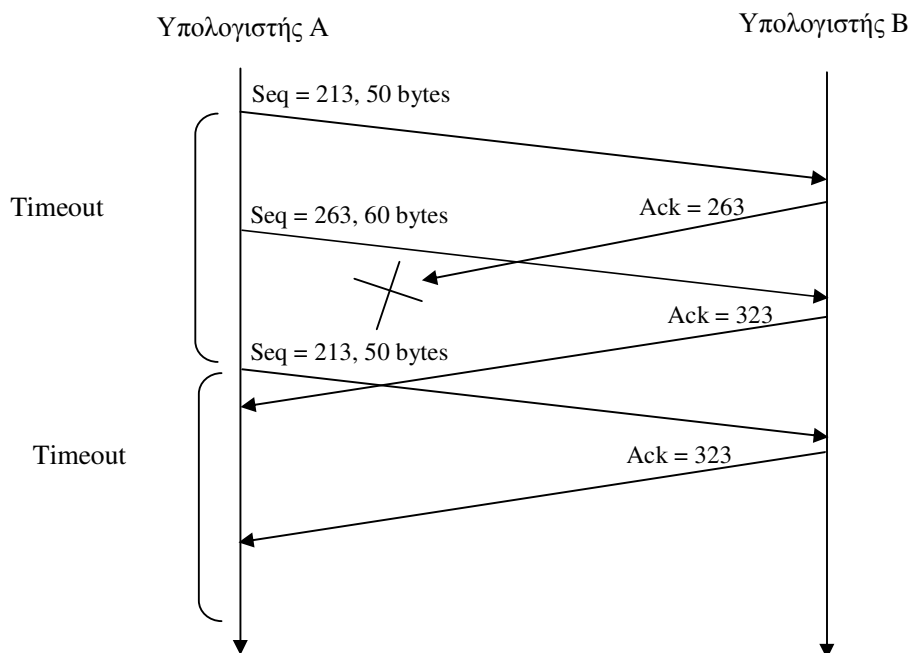 Υπολογιστής Α
Υπολογιστής Β
Seq = 213, 50 bytes
Timeout
Ack = 263
Seq = 263, 60 bytes
Ack = 323
Seq = 213, 50 bytes
Timeout
Ack = 323